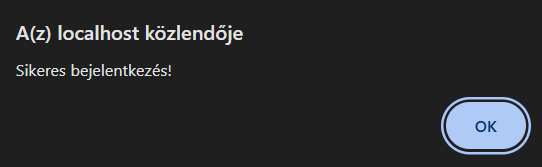 A(z) localhost közlendője
Sikeres bejelentkezés!
OK